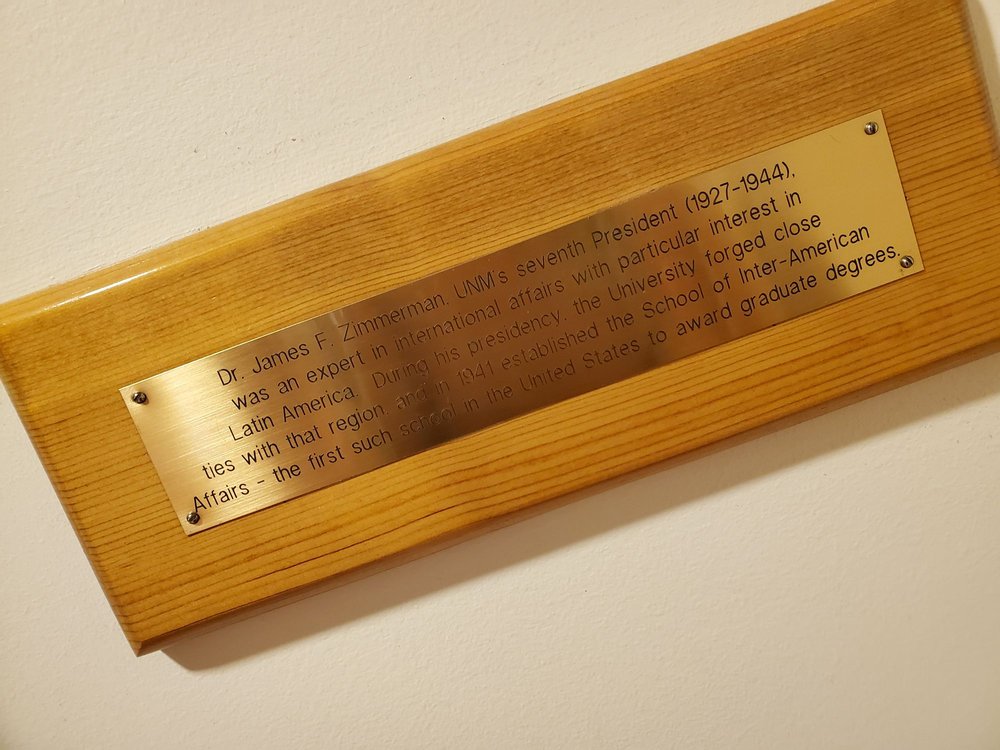 Dr. James F. Zimmerman, UNM's seventh President (1927-1944),
was an expert in international affairs with particular interest in
Latin America. During his presidency, the University forged close
ties with that region, and in 1941 established the School of Inter-American
Affairs - the first such school in the United States to award graduate degrees.